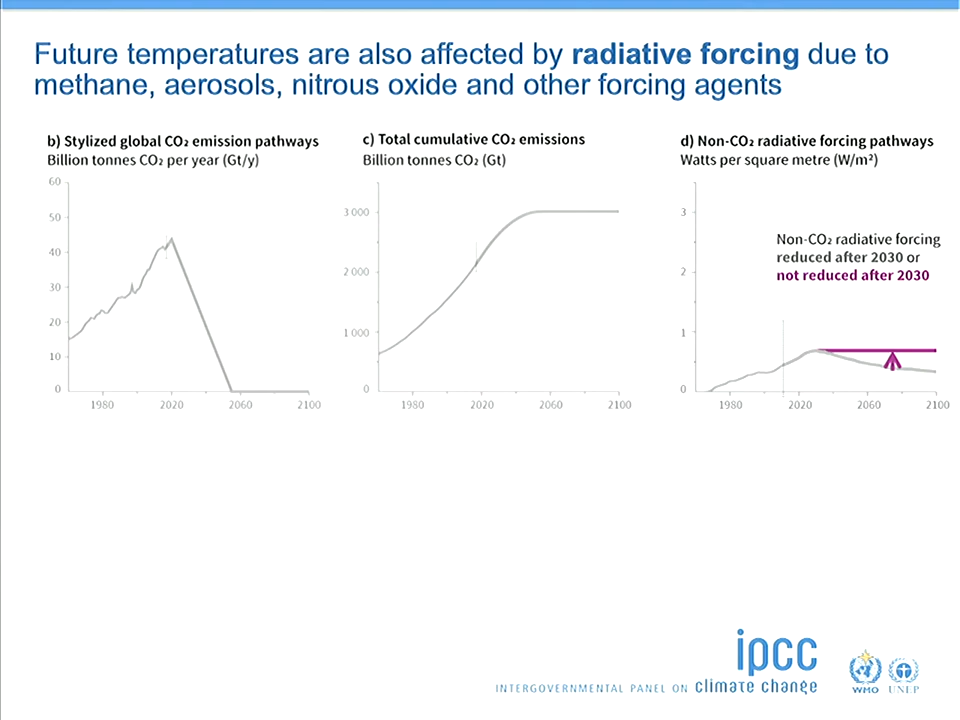 Future temperatures are also affected by radiative forcing due to
methane, aerosols, nitrous oxide and other forcing agents
b) Stylized global CO₂ emission pathways
Billion tonnes CO₂ per year (Gt/y)
60
50
40
30
20
10
0
1980 2020 2060 2100
c) Total cumulative CO₂ emissions
Billion tonnes CO₂ (Gt)
3 000
2 000
1 000
0
1980 2020 2060 2100
d) Non-CO₂ radiative forcing pathways
Watts per square metre (W/m²)
3
2
1
0
Non-CO₂ radiative forcing
reduced after 2030 or
not reduced after 2030
1980 2020 2060 2100
ipcc
INTERGOVERNMENTAL PANEL ON climate change
WMO UNEP